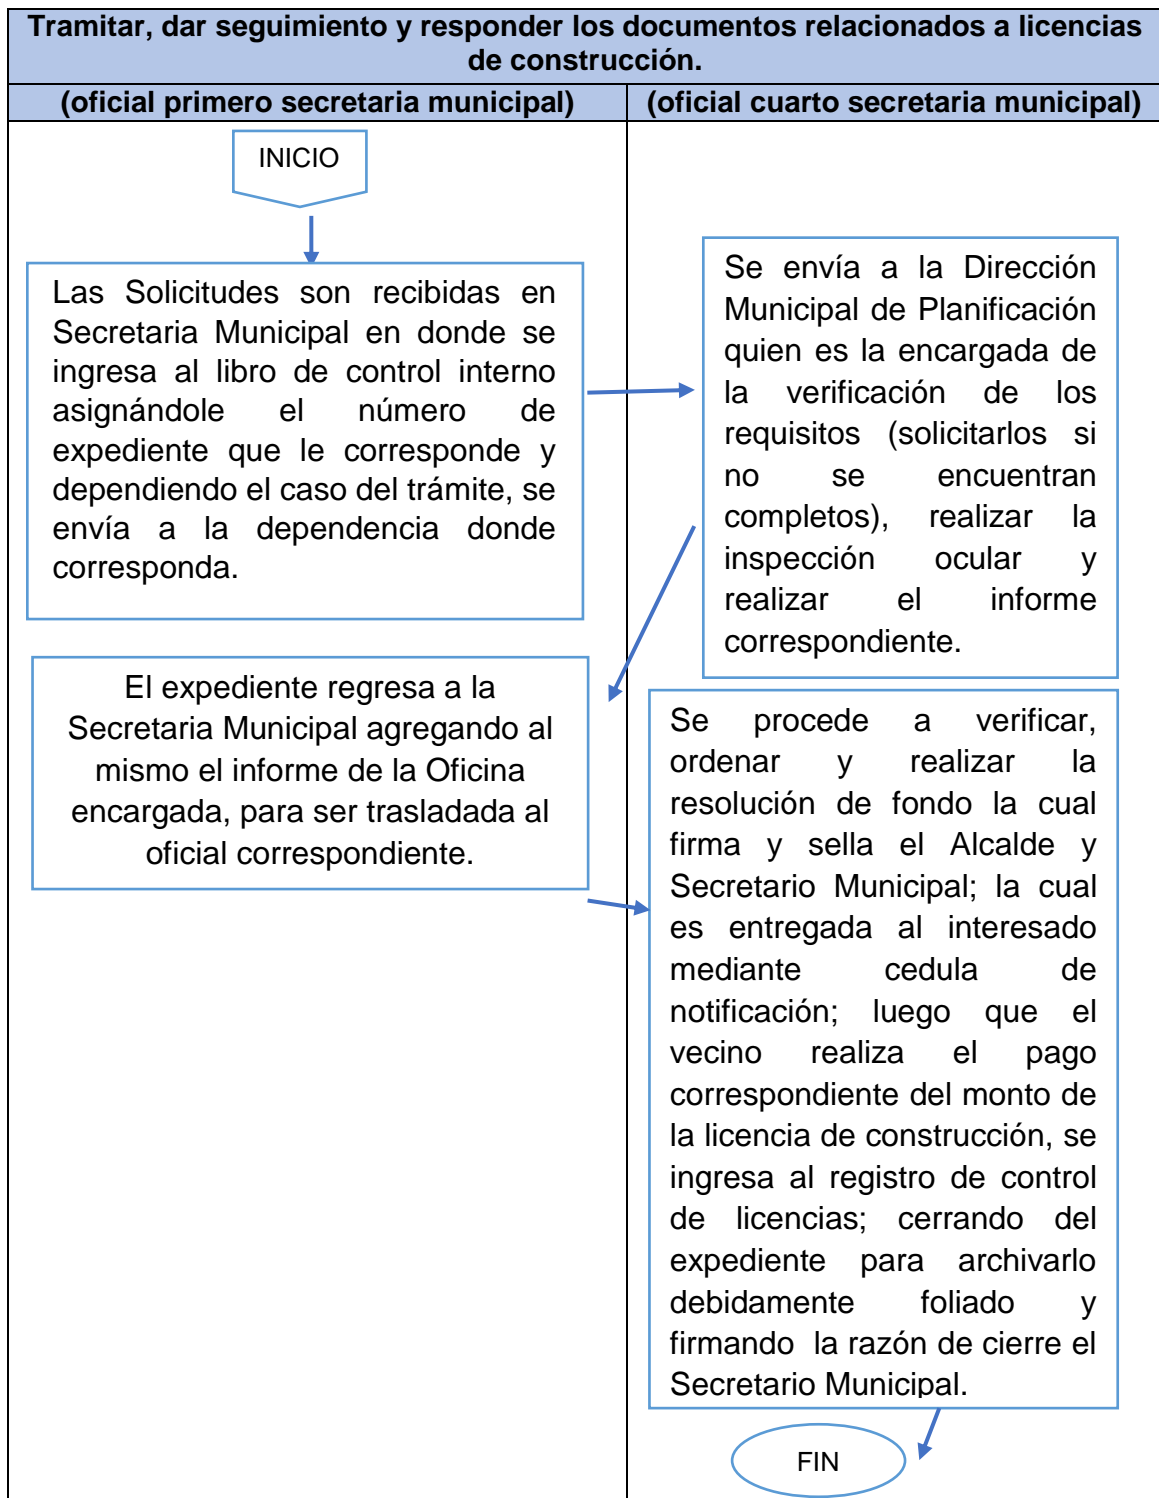 Tramitar, dar seguimiento y responder los documentos relacionados a licencias
de construcción.
(oficial primero secretaria municipal)
(oficial cuarto secretaria municipal)
INICIO
Las Solicitudes son recibidas en
Secretaria Municipal en donde se
ingresa al libro de control interno
asignándole el número de
expediente que le corresponde y
dependiendo el caso del trámite, se
envía a la dependencia donde
corresponda.
Se envía a la Dirección
Municipal de Planificación
quien es la encargada de
la verificación de los
requisitos (solicitarlos si
no se encuentran
completos), realizar la
inspección ocular y
realizar el informe
correspondiente.
El expediente regresa a la
Secretaria Municipal agregando al
mismo el informe de la Oficina
encargada, para ser trasladada al
oficial correspondiente.
Se procede a verificar,
ordenar y realizar la
resolución de fondo la cual
firma y sella el Alcalde y
Secretario Municipal; la cual
es entregada al interesado
mediante cedula de
notificación; luego que el
vecino realiza el pago
correspondiente del monto de
la licencia de construcción, se
ingresa al registro de control
de licencias; cerrando del
expediente para archivarlo
debidamente foliado y
firmando la razón de cierre el
Secretario Municipal.
FIN